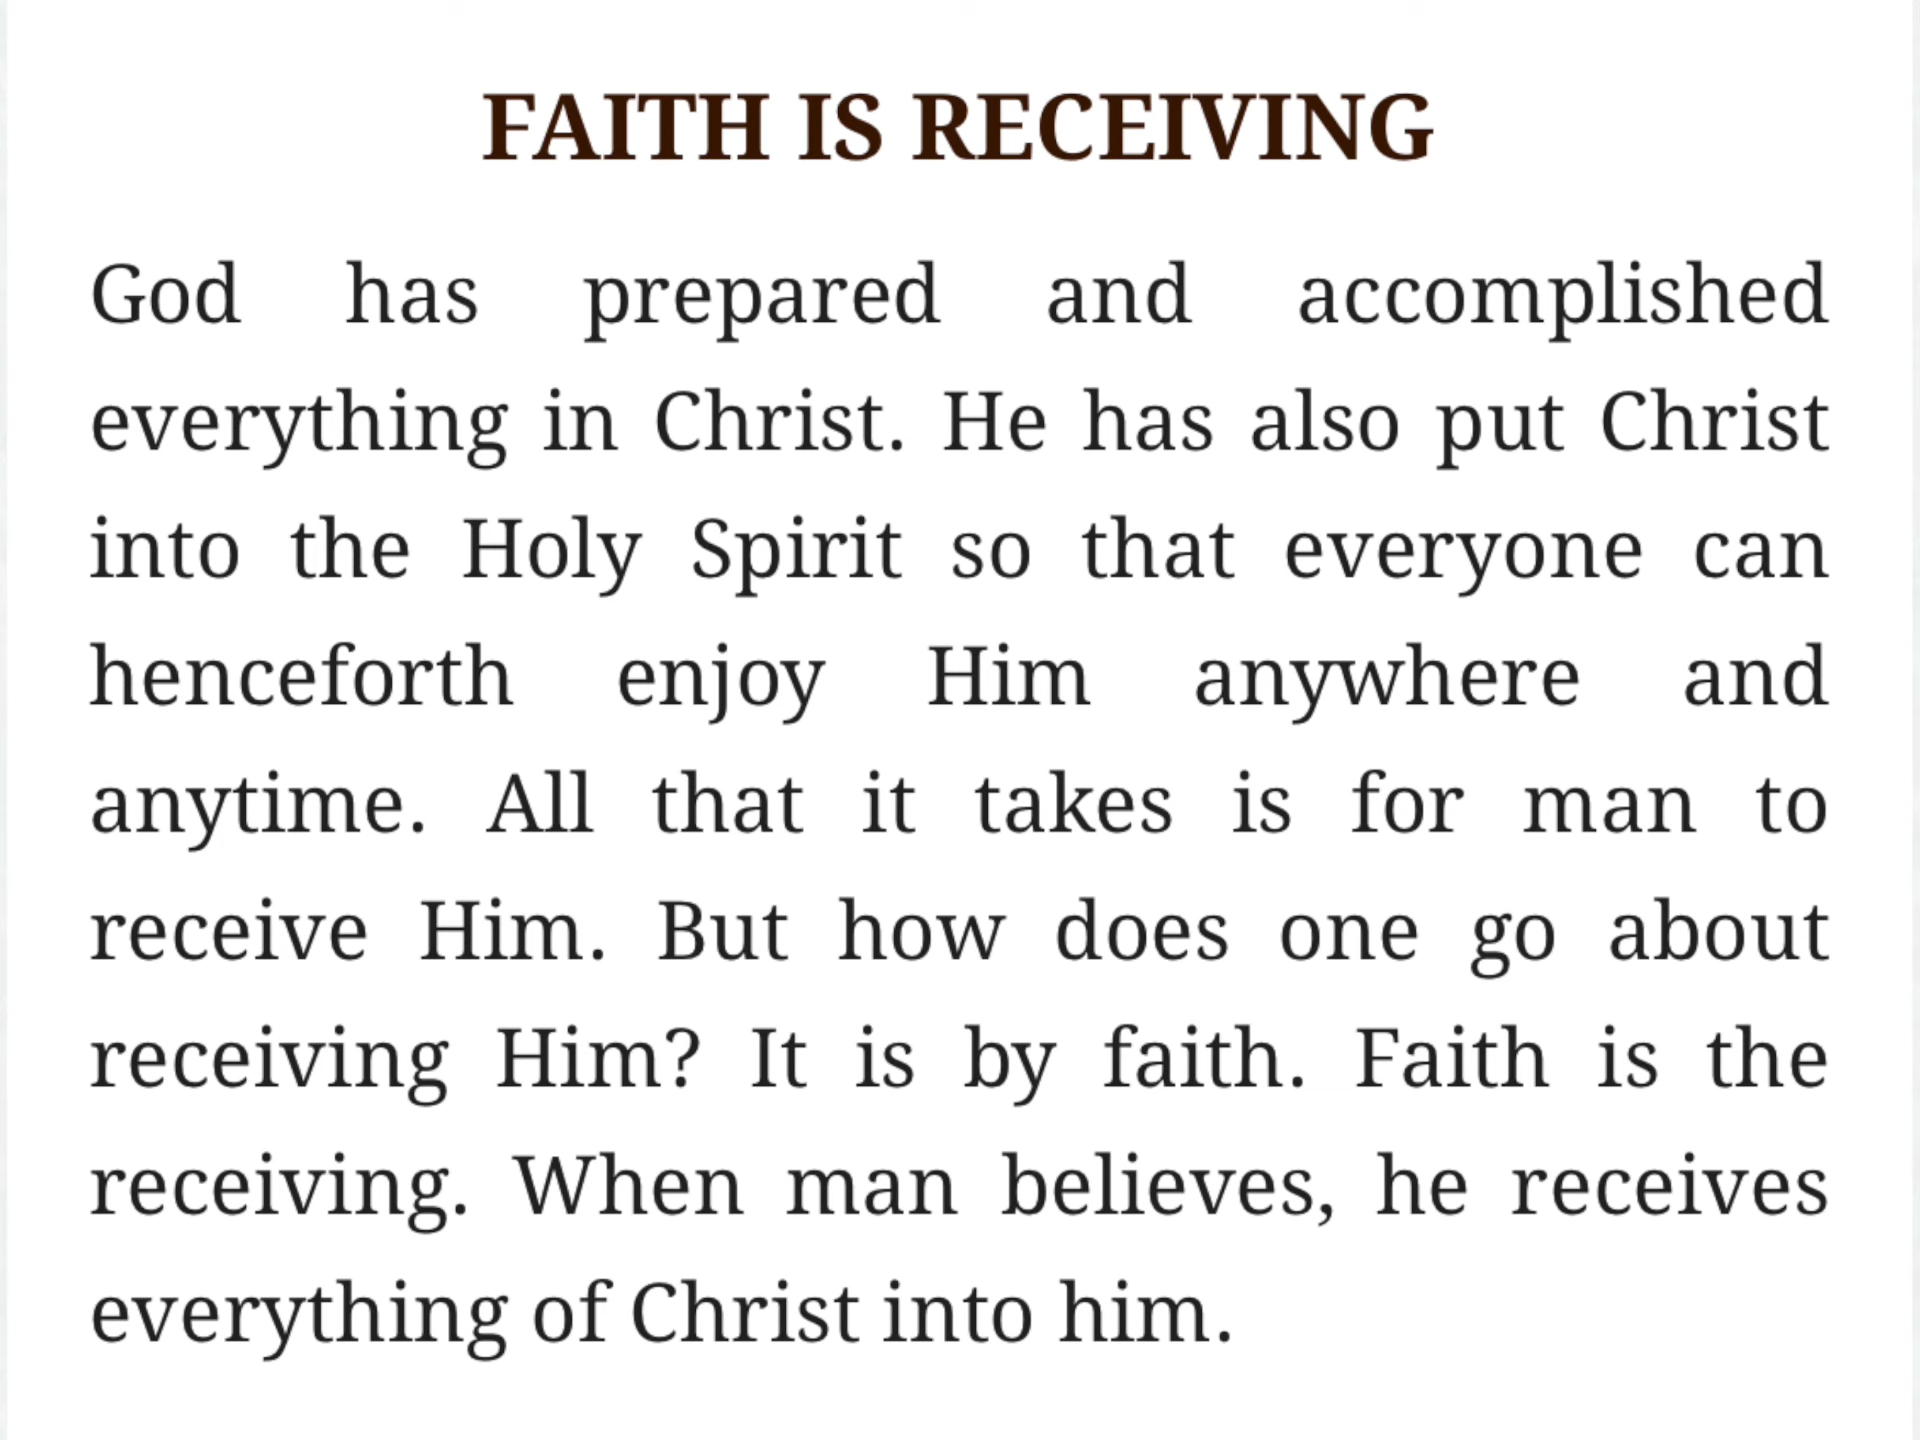 FAITH IS RECEIVING
God has prepared and accomplished
everything in Christ. He has also put Christ
into the Holy Spirit so that everyone can
henceforth enjoy Him anywhere and
anytime. All that it takes is for man to
receive Him. But how does one go about
receiving Him? It is by faith. Faith is the
receiving. When man believes, he receives
everything of Christ into him.